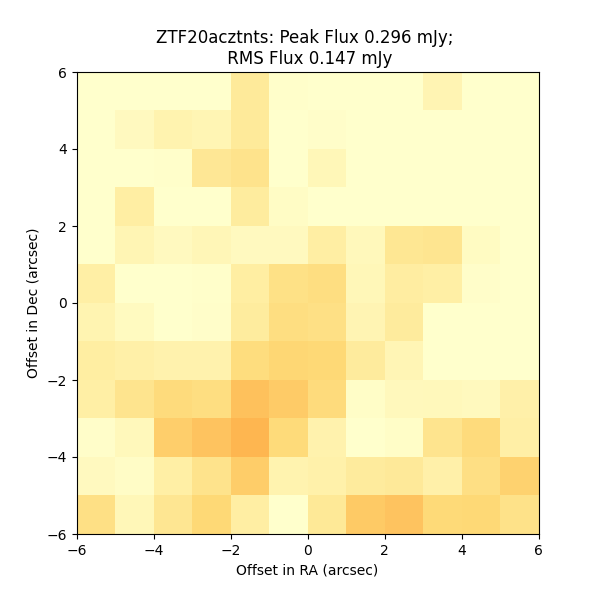 ZTF20acztnts: Peak Flux 0.296 mJy;
RMS Flux 0.147 mJy
6
4
2
0
−2
−4
−6
Offset in Dec (arcsec)
−6 −4 −2 0 2 4 6
Offset in RA (arcsec)